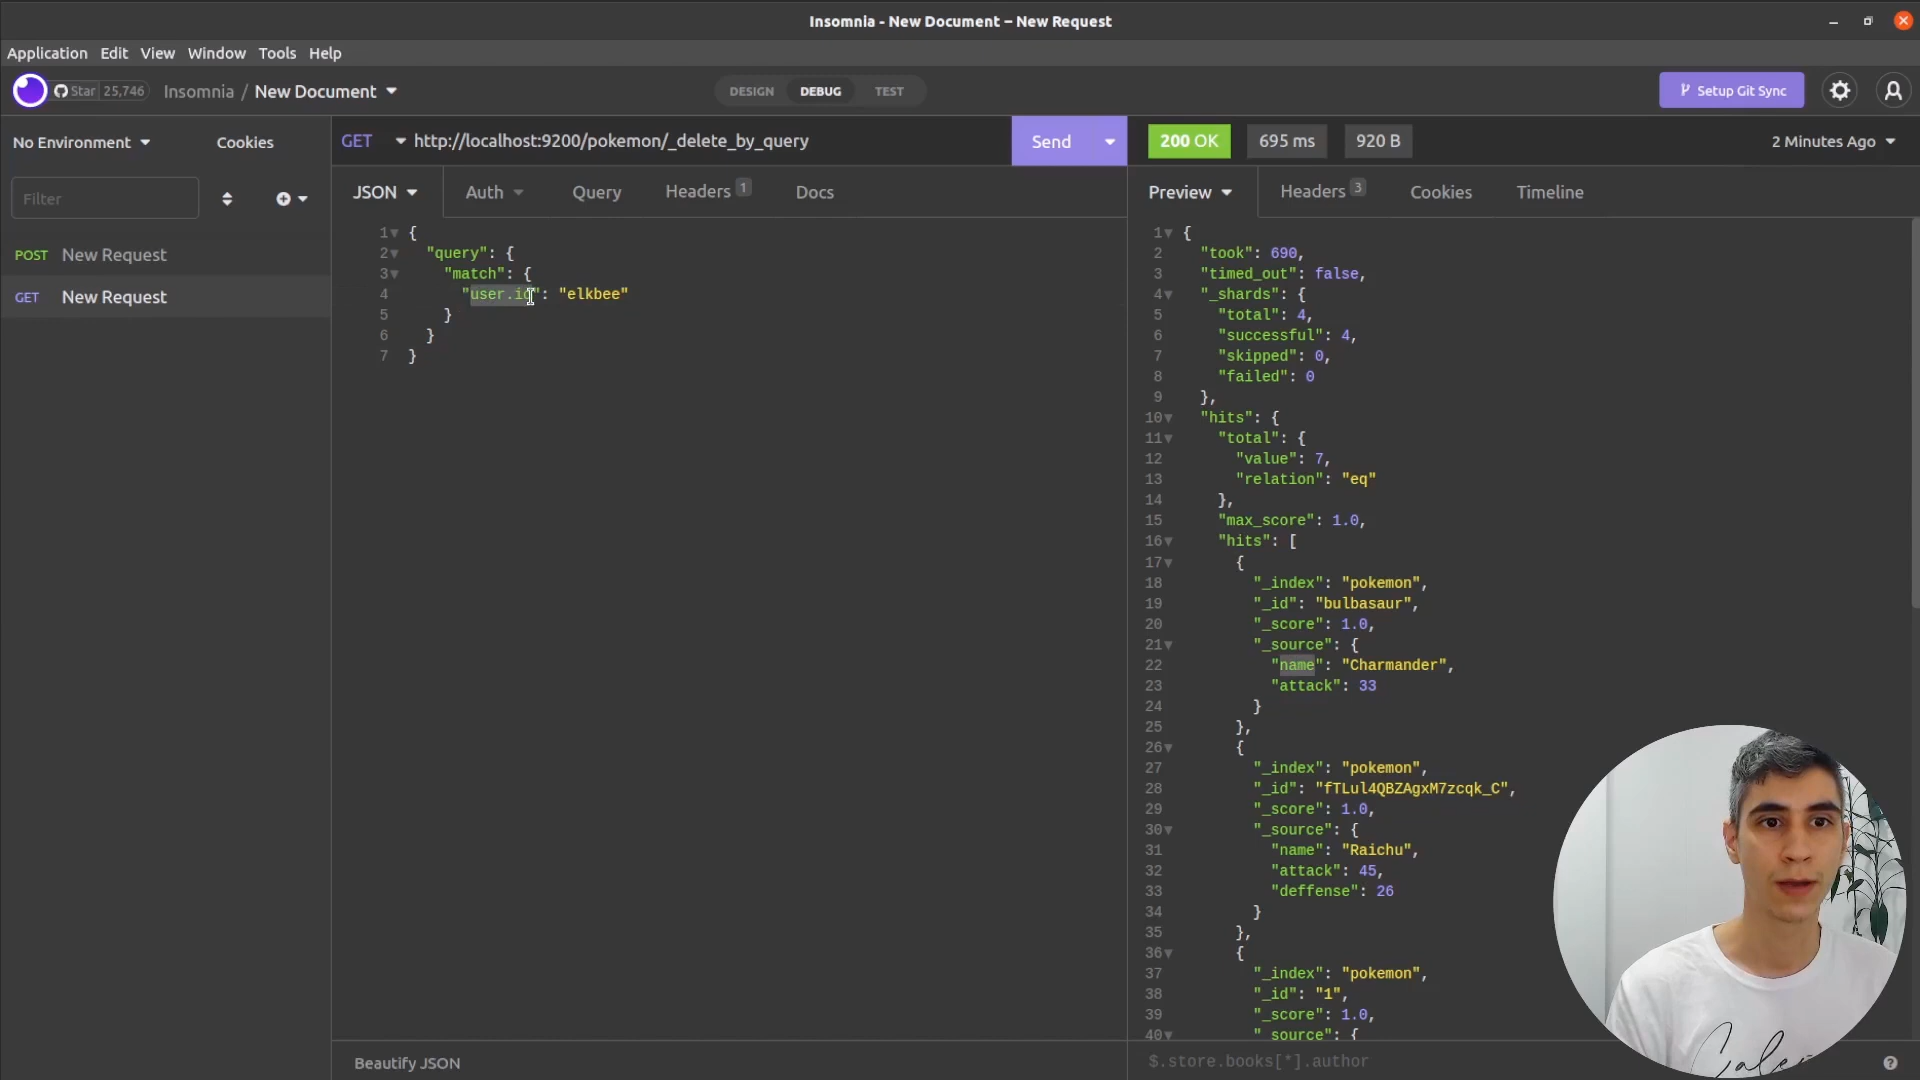 Insomnia - New Document – New Request
Application Edit View Window Tools Help
Star 25,746 Insomnia / New Document DESIGN DEBUG TEST Setup Git Sync
No Environment Cookies
Filter
POST New Request
GET New Request
GET http://localhost:9200/pokemon/_delete_by_query Send
JSON Auth Query Headers 1 Docs
1 {
2 "query": {
3 "match": {
4 "user.id": "elkbee"
5 }
6 }
7 }
Beautify JSON
200 OK 695 ms 920 B 2 Minutes Ago
Preview Headers 3 Cookies Timeline
1 {
2 "took": 690,
3 "timed_out": false,
4 "_shards": {
5 "total": 4,
6 "successful": 4,
7 "skipped": 0,
8 "failed": 0
9 },
10 "hits": {
11 "total": {
12 "value": 7,
13 "relation": "eq"
14 },
15 "max_score": 1.0,
16 "hits": [
17 {
18 "_index": "pokemon",
19 "_id": "bulbasaur",
20 "_score": 1.0,
21 "_source": {
22 "name": "Charmander",
23 "attack": 33
24 }
25 },
26 {
27 "_index": "pokemon",
28 "_id": "fTLul4QBZAgxM7zcqk_C",
29 "_score": 1.0,
30 "_source": {
31 "name": "Raichu",
32 "attack": 45,
33 "deffense": 26
34 }
35 },
36 {
37 "_index": "pokemon",
38 "_id": "1",
39 "_score": 1.0,
40 "_source": {
$.store.books[*].author